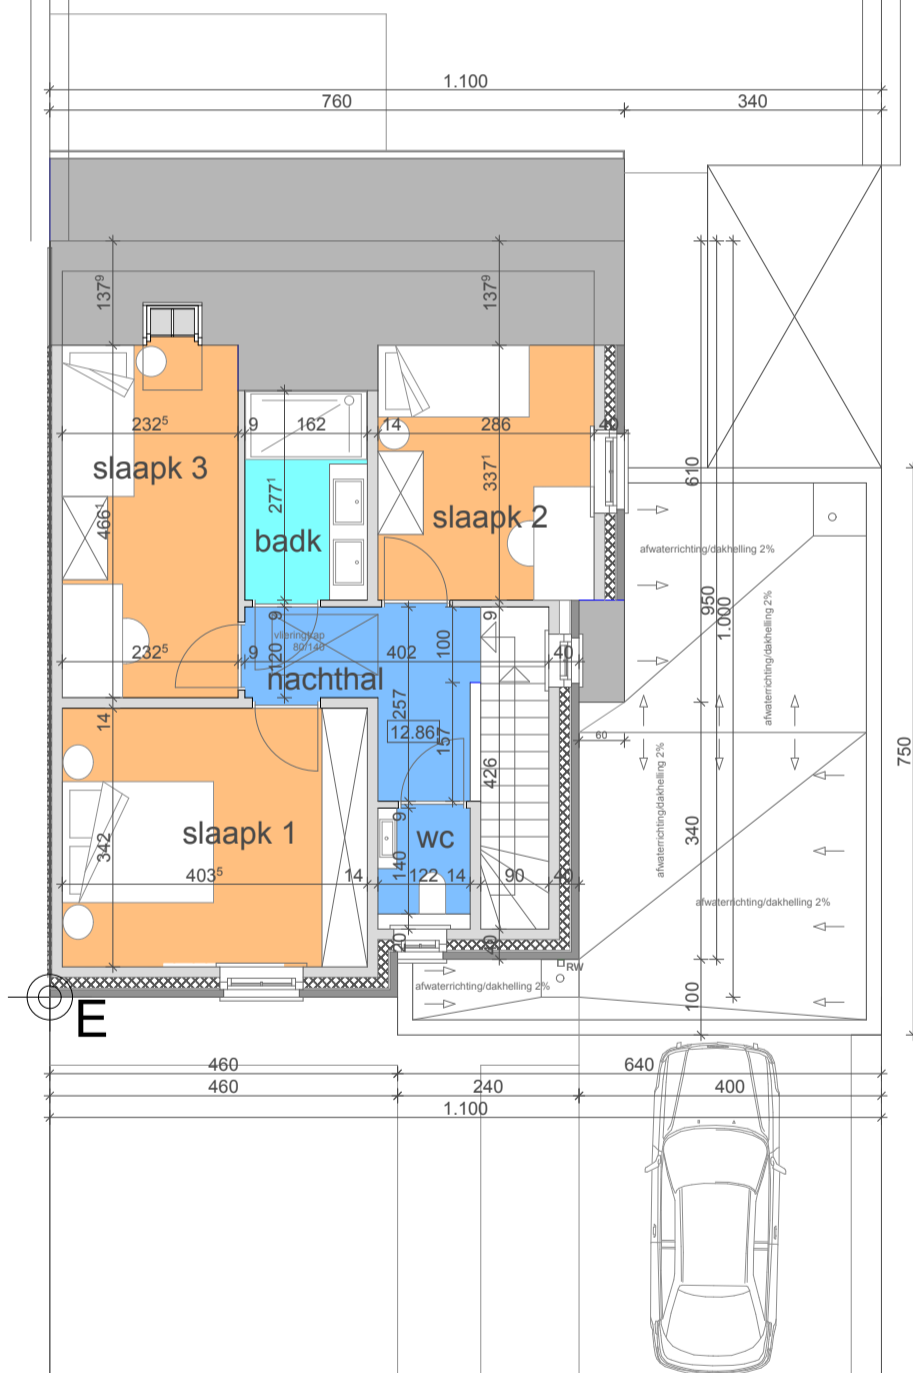 1.100
760 340
137⁹ 137⁹
232⁵ 9 162 14 286 40
slaapk 3
466¹
277¹
337¹
610
slaapk 2
badk
afwaterrichting/dakhelling 2%
950
1.000
afwaterrichting/dakhelling 2%
9 9
vlieringtrap
80/140
100
120
232⁵ 9 402 40
nachthal
257
14
12.86
157
60
750
426
afwaterrichting/dakhelling 2%
340
slaapk 1
342
9
wc
140
403⁵ 14 122 14 90 40
afwaterrichting/dakhelling 2%
20 40
RW
afwaterrichting/dakhelling 2%
100
E
460 640
460 240 400
1.100